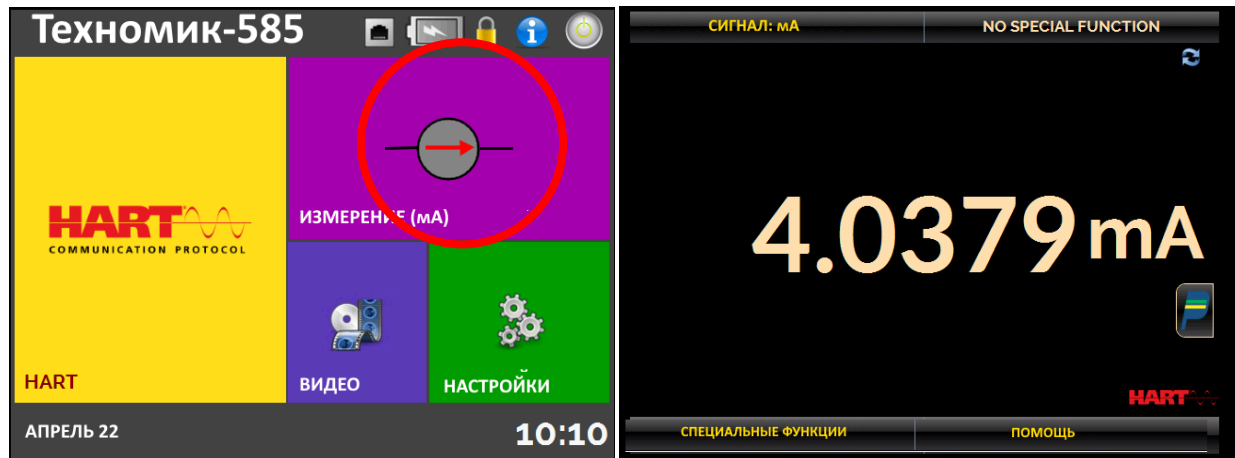 Техномик-585
HART
COMMUNICATION PROTOCOL
ИЗМЕРЕНИЕ (мА)
HART
ВИДЕО
НАСТРОЙКИ
АПРЕЛЬ 22
10:10
СИГНАЛ: мА
NO SPECIAL FUNCTION
4.0379 mA
HART
СПЕЦИАЛЬНЫЕ ФУНКЦИИ
ПОМОЩЬ